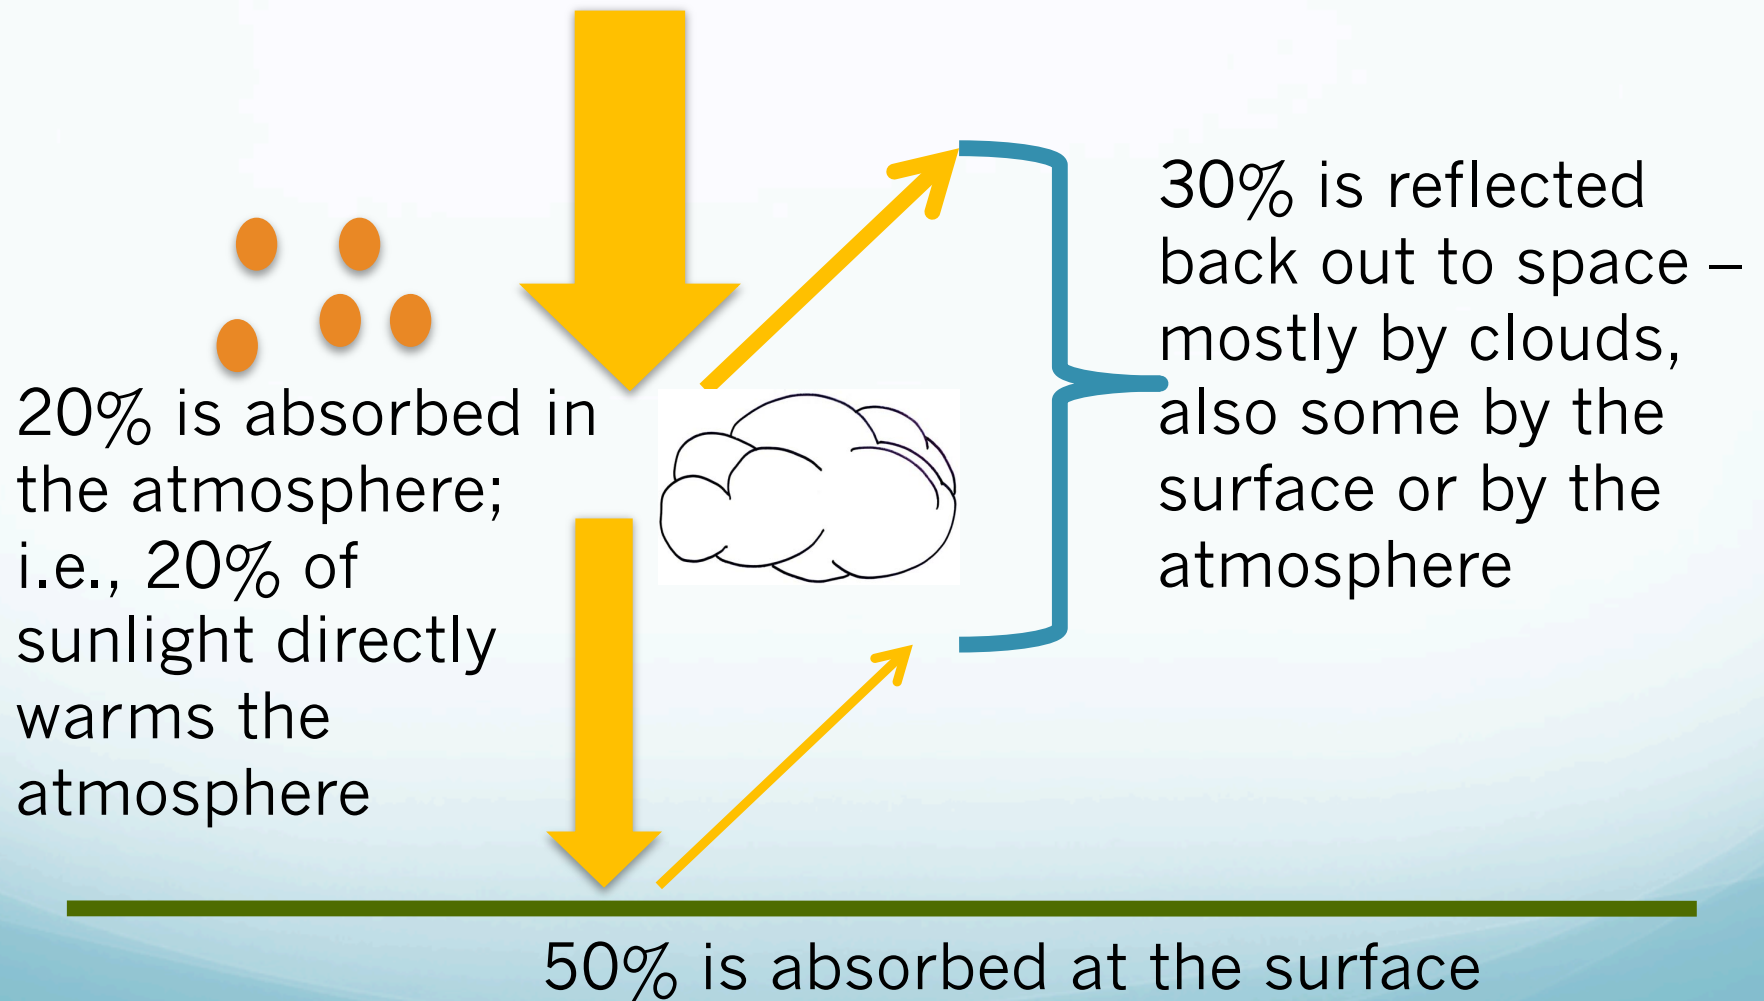 20% is absorbed in
the atmosphere;
i.e., 20% of
sunlight directly
warms the
atmosphere
30% is reflected
back out to space –
mostly by clouds,
also some by the
surface or by the
atmosphere
50% is absorbed at the surface